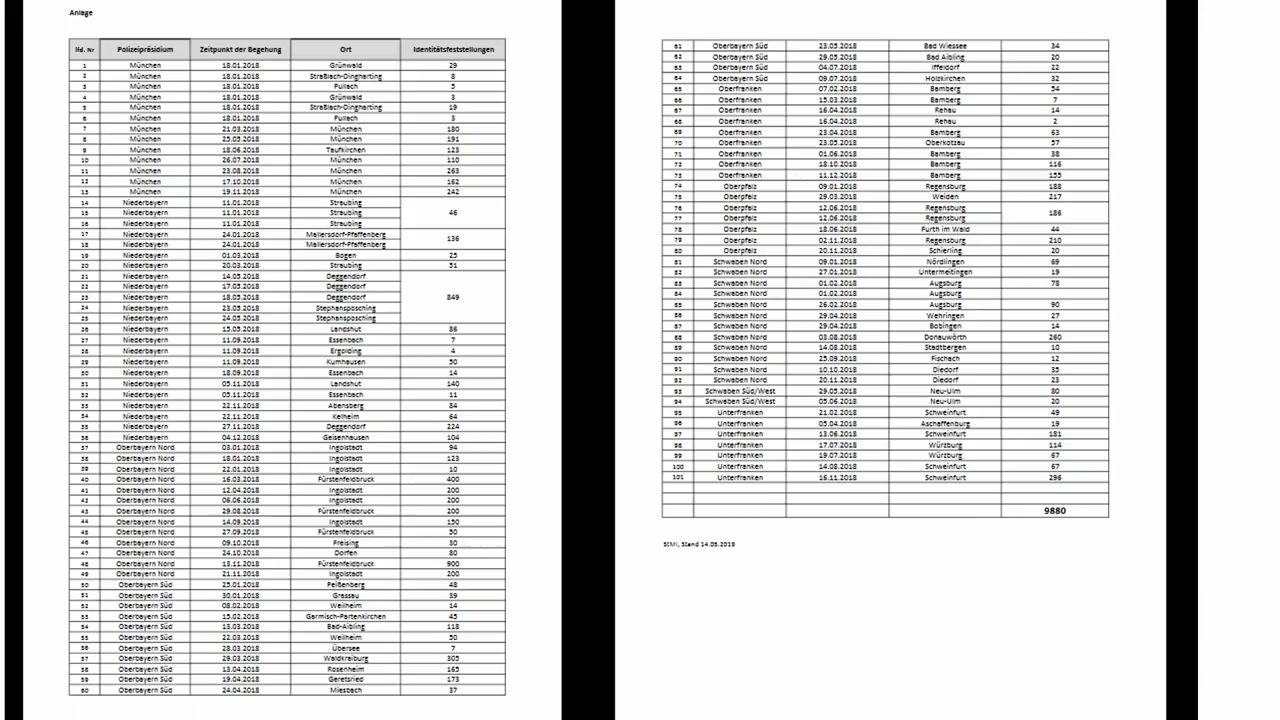 Anlage
lfd. Nr Polizeipräsidium Zeitpunkt der Begehung Ort Identitätsfeststellungen
1 München 18.01.2018 Grünwald 29
2 München 18.01.2018 Straßlach-Dingharting 8
3 München 18.01.2018 Pullach 5
4 München 18.01.2018 Grünwald 3
5 München 18.01.2018 Straßlach-Dingharting 19
6 München 18.01.2018 Pullach 3
7 München 21.03.2018 München 180
8 München 25.05.2018 München 191
9 München 18.06.2018 Taufkirchen 123
10 München 26.07.2018 München 110
11 München 23.08.2018 München 263
12 München 17.10.2018 München 162
13 München 19.11.2018 München 242
14 Niederbayern 11.01.2018 Straubing
15 Niederbayern 11.01.2018 Straubing 46
16 Niederbayern 11.01.2018 Straubing
17 Niederbayern 24.01.2018 Mallersdorf-Pfaffenberg 136
18 Niederbayern 24.01.2018 Mallersdorf-Pfaffenberg
19 Niederbayern 01.03.2018 Bogen 25
20 Niederbayern 20.03.2018 Straubing 51
21 Niederbayern 14.05.2018 Deggendorf
22 Niederbayern 17.05.2018 Deggendorf
23 Niederbayern 18.05.2018 Deggendorf 849
24 Niederbayern 23.05.2018 Stephansposching
25 Niederbayern 24.05.2018 Stephansposching
26 Niederbayern 15.05.2018 Landshut 86
27 Niederbayern 11.09.2018 Essenbach 7
28 Niederbayern 11.09.2018 Ergolding 4
29 Niederbayern 11.09.2018 Kumhausen 50
30 Niederbayern 18.09.2018 Essenbach 14
31 Niederbayern 05.11.2018 Landshut 140
32 Niederbayern 05.11.2018 Essenbach 11
33 Niederbayern 22.11.2018 Abensberg 84
34 Niederbayern 22.11.2018 Kelheim 64
35 Niederbayern 27.11.2018 Deggendorf 224
36 Niederbayern 04.12.2018 Geisenhausen 104
37 Oberbayern Nord 03.01.2018 Ingolstadt 94
38 Oberbayern Nord 18.01.2018 Ingolstadt 123
39 Oberbayern Nord 22.01.2018 Ingolstadt 10
40 Oberbayern Nord 16.03.2018 Fürstenfeldbruck 400
41 Oberbayern Nord 12.04.2018 Ingolstadt 200
42 Oberbayern Nord 06.06.2018 Ingolstadt 200
43 Oberbayern Nord 29.08.2018 Fürstenfeldbruck 200
44 Oberbayern Nord 14.09.2018 Ingolstadt 150
45 Oberbayern Nord 27.09.2018 Fürstenfeldbruck 50
46 Oberbayern Nord 09.10.2018 Freising 30
47 Oberbayern Nord 24.10.2018 Dorfen 80
48 Oberbayern Nord 13.11.2018 Fürstenfeldbruck 900
49 Oberbayern Nord 21.11.2018 Ingolstadt 200
50 Oberbayern Süd 25.01.2018 Peißenberg 48
51 Oberbayern Süd 30.01.2018 Grassau 39
52 Oberbayern Süd 08.02.2018 Weilheim 14
53 Oberbayern Süd 15.02.2018 Garmisch-Partenkirchen 45
54 Oberbayern Süd 13.03.2018 Bad-Aibling 118
55 Oberbayern Süd 22.03.2018 Weilheim 50
56 Oberbayern Süd 28.03.2018 Übersee 7
57 Oberbayern Süd 29.03.2018 Waldkraiburg 305
58 Oberbayern Süd 13.04.2018 Rosenheim 165
59 Oberbayern Süd 19.04.2018 Geretsried 173
60 Oberbayern Süd 24.04.2018 Miesbach 37
61 Oberbayern Süd 23.05.2018 Bad Wiessee 34
62 Oberbayern Süd 29.05.2018 Bad Aibling 20
63 Oberbayern Süd 04.07.2018 Iffeldorf 22
64 Oberbayern Süd 09.07.2018 Holzkirchen 32
65 Oberfranken 07.02.2018 Bamberg 54
66 Oberfranken 15.03.2018 Bamberg 7
67 Oberfranken 16.04.2018 Rehau 14
68 Oberfranken 16.04.2018 Rehau 2
69 Oberfranken 23.04.2018 Bamberg 63
70 Oberfranken 23.05.2018 Oberkotzau 57
71 Oberfranken 01.06.2018 Bamberg 38
72 Oberfranken 18.10.2018 Bamberg 116
73 Oberfranken 11.12.2018 Bamberg 155
74 Oberpfalz 09.01.2018 Regensburg 188
75 Oberpfalz 29.03.2018 Weiden 217
76 Oberpfalz 12.06.2018 Regensburg 186
77 Oberpfalz 12.06.2018 Regensburg
78 Oberpfalz 18.06.2018 Furth im Wald 44
79 Oberpfalz 02.11.2018 Regensburg 210
80 Oberpfalz 20.11.2018 Schierling 20
81 Schwaben Nord 09.01.2018 Nördlingen 69
82 Schwaben Nord 27.01.2018 Untermeitingen 19
83 Schwaben Nord 01.02.2018 Augsburg 78
84 Schwaben Nord 01.02.2018 Augsburg
85 Schwaben Nord 26.02.2018 Augsburg 90
86 Schwaben Nord 29.04.2018 Wehringen 27
87 Schwaben Nord 29.04.2018 Bobingen 14
88 Schwaben Nord 03.08.2018 Donauwörth 260
89 Schwaben Nord 14.08.2018 Stadtbergen 10
90 Schwaben Nord 25.09.2018 Fischach 12
91 Schwaben Nord 10.10.2018 Diedorf 35
92 Schwaben Nord 20.11.2018 Diedorf 23
93 Schwaben Süd/West 29.05.2018 Neu-Ulm 80
94 Schwaben Süd/West 05.06.2018 Neu-Ulm 20
95 Unterfranken 21.02.2018 Schweinfurt 49
96 Unterfranken 05.04.2018 Aschaffenburg 19
97 Unterfranken 13.06.2018 Schweinfurt 181
98 Unterfranken 17.07.2018 Würzburg 114
99 Unterfranken 19.07.2018 Würzburg 67
100 Unterfranken 14.08.2018 Schweinfurt 67
101 Unterfranken 16.11.2018 Schweinfurt 296
9880
StMI, Stand 14.05.2019